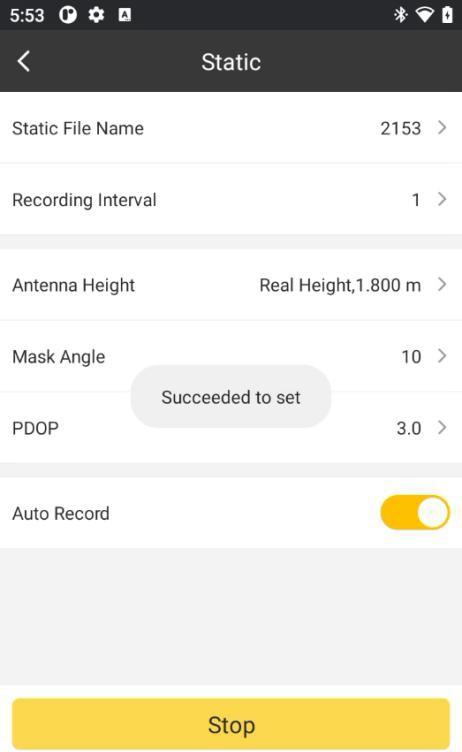 5:53
Static
Static File Name 2153
Recording Interval 1
Antenna Height Real Height,1.800 m
Mask Angle 10
Succeeded to set
PDOP 3.0
Auto Record
Stop